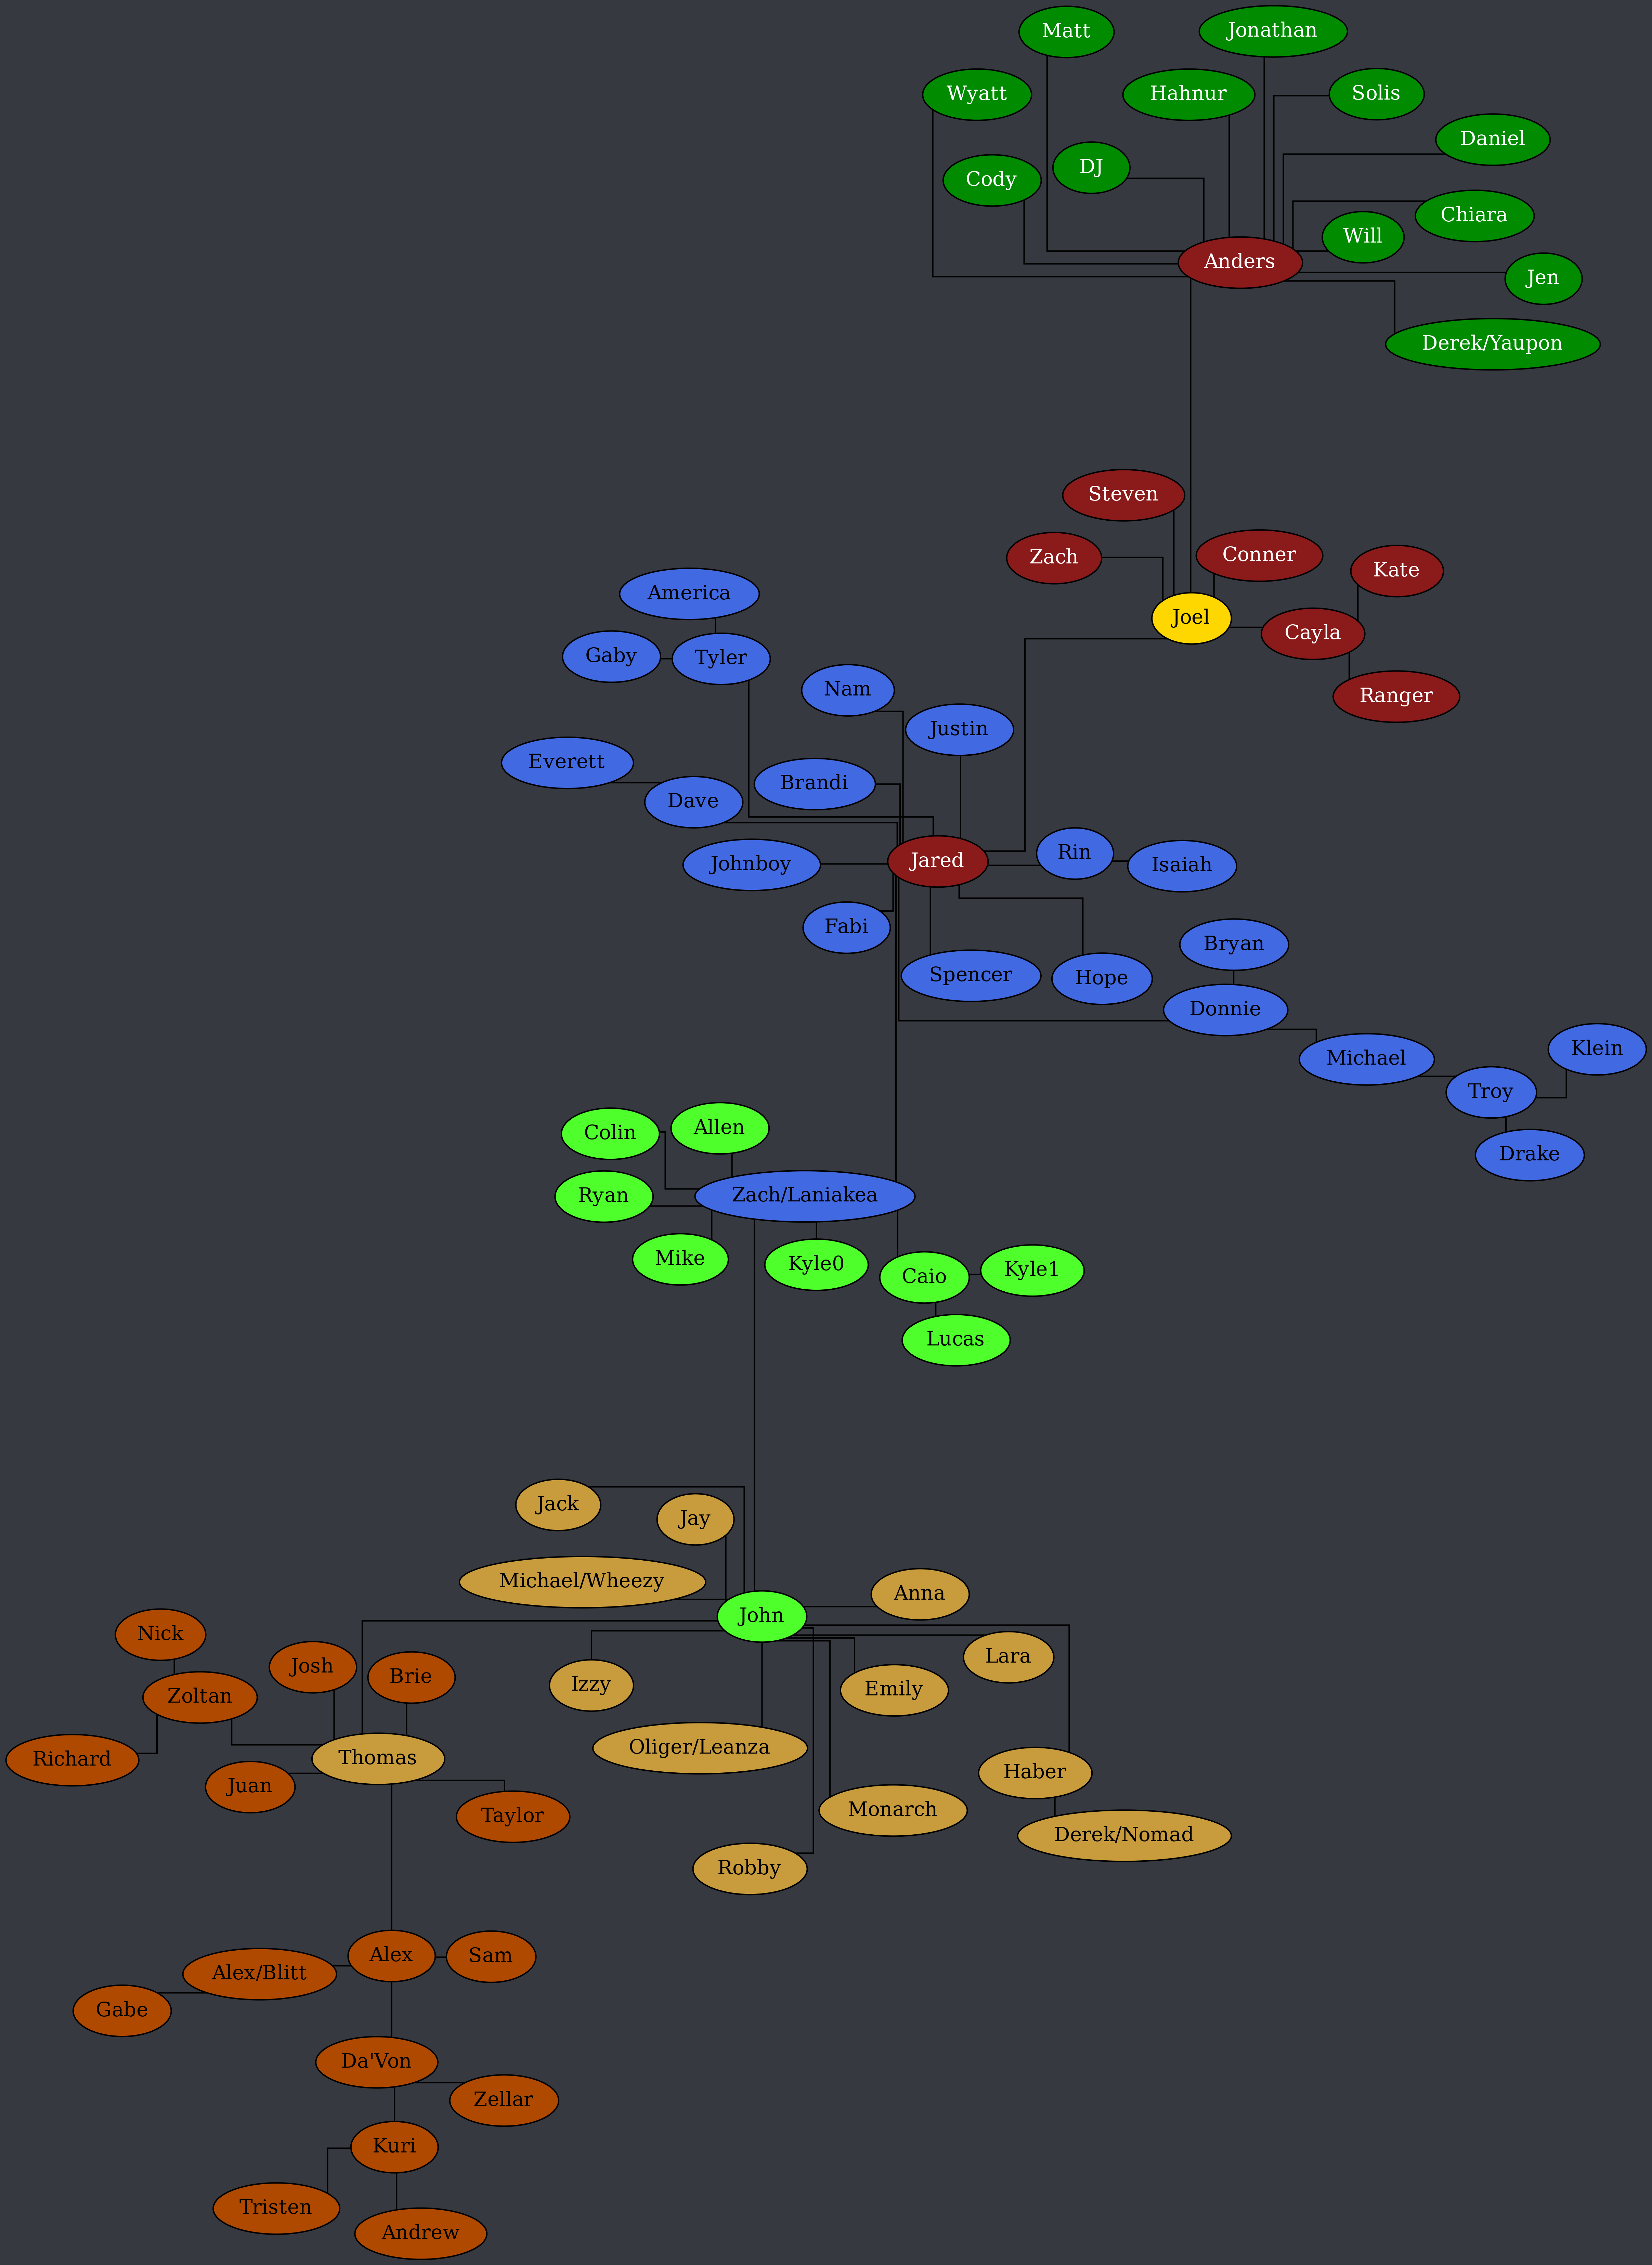 Matt
Jonathan
Wyatt
Hahnur
Solis
Daniel
Cody
DJ
Chiara
Will
Anders
Jen
Derek/Yaupon
Steven
Zach
Conner
Kate
America
Joel
Cayla
Gaby
Tyler
Nam
Ranger
Justin
Everett
Brandi
Dave
Johnboy
Jared
Rin
Isaiah
Fabi
Bryan
Spencer
Hope
Donnie
Michael
Klein
Troy
Colin
Allen
Drake
Ryan
Zach/Laniakea
Mike
Kyle0
Caio
Kyle1
Lucas
Jack
Jay
Michael/Wheezy
Anna
John
Nick
Josh
Brie
Lara
Zoltan
Izzy
Emily
Richard
Thomas
Oliger/Leanza
Juan
Haber
Taylor
Monarch
Derek/Nomad
Robby
Alex
Sam
Alex/Blitt
Gabe
Da'Von
Zellar
Kuri
Tristen
Andrew